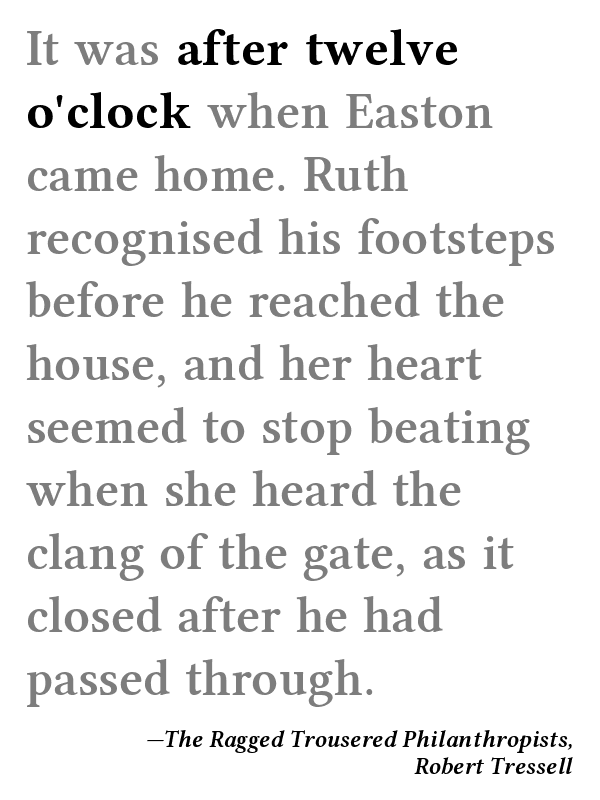 It was after twelve
o'clock when Easton
came home. Ruth
recognised his footsteps
before he reached the
house, and her heart
seemed to stop beating
when she heard the
clang of the gate, as it
closed after he had
passed through.
—The Ragged Trousered Philanthropists,
Robert Tressell